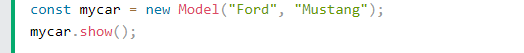 const mycar = new Model("Ford", "Mustang");
mycar.show();